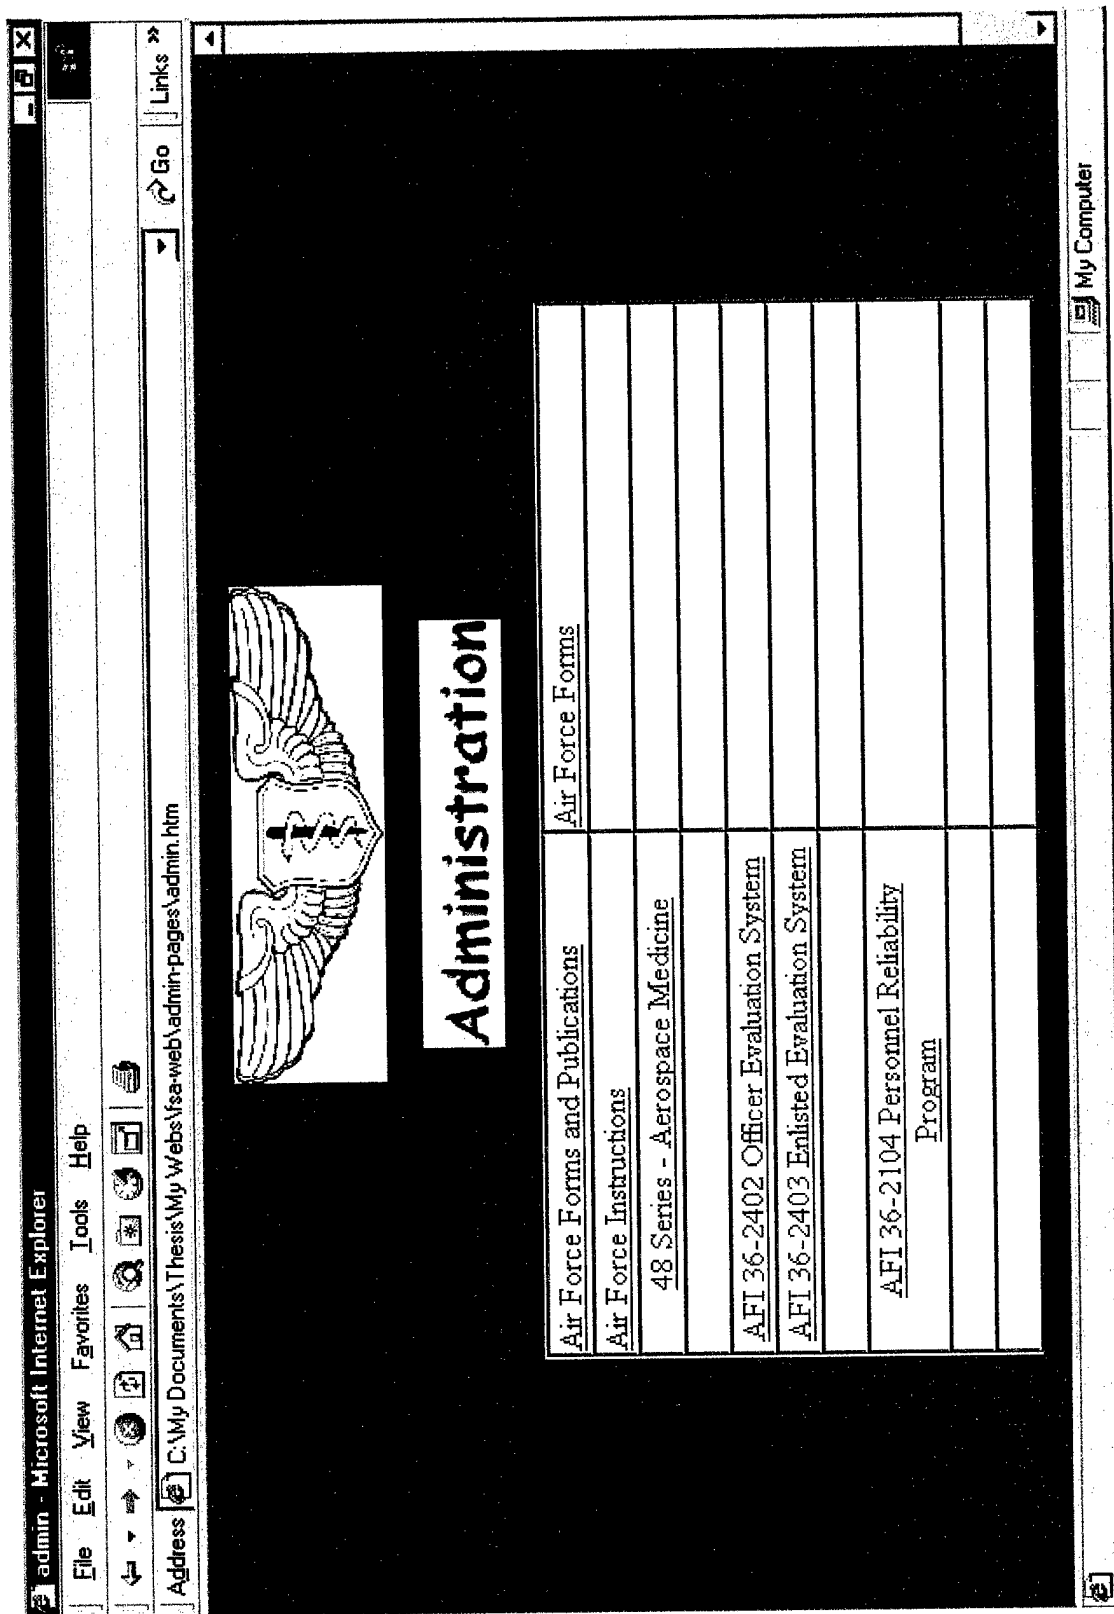 admin - Microsoft Internet Explorer
File Edit View Favorites Tools Help
Address C:\My Documents\Thesis\My Webs\fsa-web\admin-pages\admin.htm Go Links »
Administration
Air Force Forms and Publications Air Force Forms
Air Force Instructions
48 Series - Aerospace Medicine
AFI 36-2402 Officer Evaluation System
AFI 36-2403 Enlisted Evaluation System
AFI 36-2104 Personnel Reliability
Program
My Computer